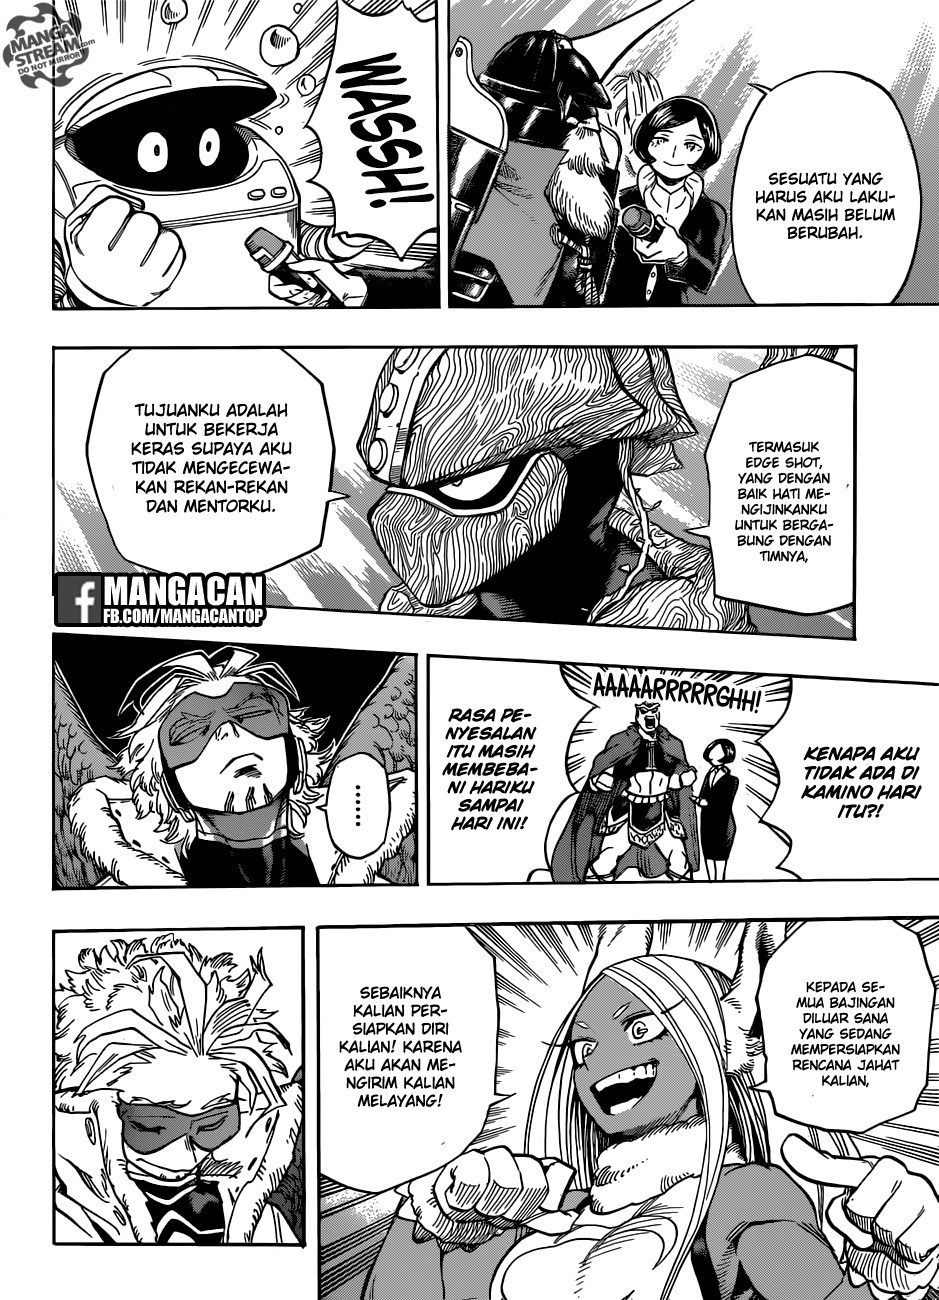 SESUATU YANG
HARUS AKU LAKU-
KAN MASIH BELUM
BERUBAH.
WASSH!
MANGA
STREAM.com
DO NOT MIRROR!
TERMASUK
EDGE SHOT,
YANG DENGAN
BAIK HATI ME-
NGIJINKANKU
UNTUK BERGA-
BUNG DENGAN
TIMNYA,
TUJUANKU ADALAH
UNTUK BEKERJA
KERAS SUPAYA AKU
TIDAK MENGECEWA-
KAN REKAN-REKAN
DAN MENTORKU.
f MANGACAN
FB.COM/MANGACANTOP
KENAPA AKU
TIDAK ADA DI
KAMINO HARI
ITU?!
AAAAARRRRRGHH!
RASA PE-
NYESALAN
ITU MASIH
MEMBEBA-
NI HARIKU
SAMPAI
HARI INI!
......
KEPADA SE-
MUA BAJINGAN
DILUAR SANA
YANG SEDANG
MEMPERSIAPKAN
RENCANA JAHAT
KALIAN,
SEBAIKNYA
KALIAN PER-
SIAPKAN DIRI
KALIAN! KARENA
AKU AKAN ME-
NGIRIM KALIAN
MELAYANG!